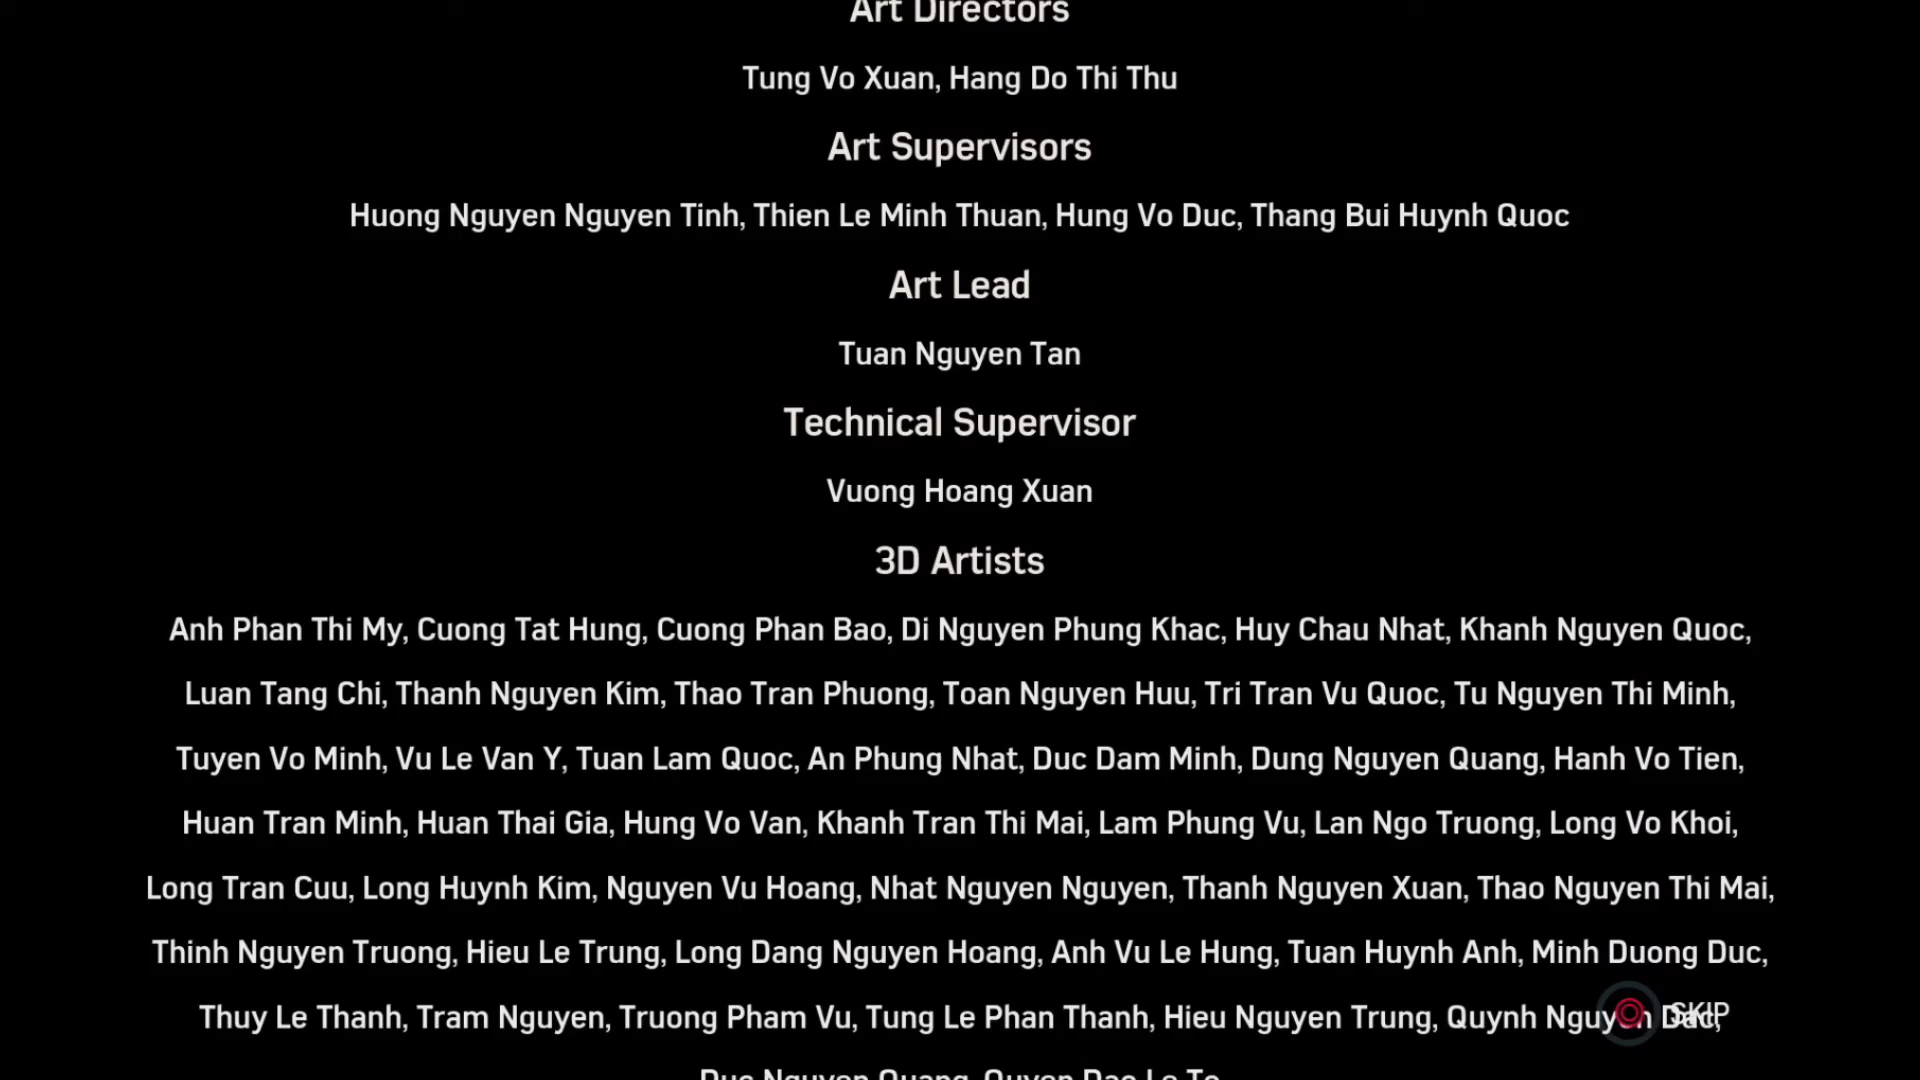 Art Directors
Tung Vo Xuan, Hang Do Thi Thu
Art Supervisors
Huong Nguyen Nguyen Tinh, Thien Le Minh Thuan, Hung Vo Duc, Thang Bui Huynh Quoc
Art Lead
Tuan Nguyen Tan
Technical Supervisor
Vuong Hoang Xuan
3D Artists
Anh Phan Thi My, Cuong Tat Hung, Cuong Phan Bao, Di Nguyen Phung Khac, Huy Chau Nhat, Khanh Nguyen Quoc,
Luan Tang Chi, Thanh Nguyen Kim, Thao Tran Phuong, Toan Nguyen Huu, Tri Tran Vu Quoc, Tu Nguyen Thi Minh,
Tuyen Vo Minh, Vu Le Van Y, Tuan Lam Quoc, An Phung Nhat, Duc Dam Minh, Dung Nguyen Quang, Hanh Vo Tien,
Huan Tran Minh, Huan Thai Gia, Hung Vo Van, Khanh Tran Thi Mai, Lam Phung Vu, Lan Ngo Truong, Long Vo Khoi,
Long Tran Cuu, Long Huynh Kim, Nguyen Vu Hoang, Nhat Nguyen Nguyen, Thanh Nguyen Xuan, Thao Nguyen Thi Mai,
Thinh Nguyen Truong, Hieu Le Trung, Long Dang Nguyen Hoang, Anh Vu Le Hung, Tuan Huynh Anh, Minh Duong Duc,
Thuy Le Thanh, Tram Nguyen, Truong Pham Vu, Tung Le Phan Thanh, Hieu Nguyen Trung, Quynh Nguyen Dac,
SKIP
Nguyen Quang, Quyen Dao Le